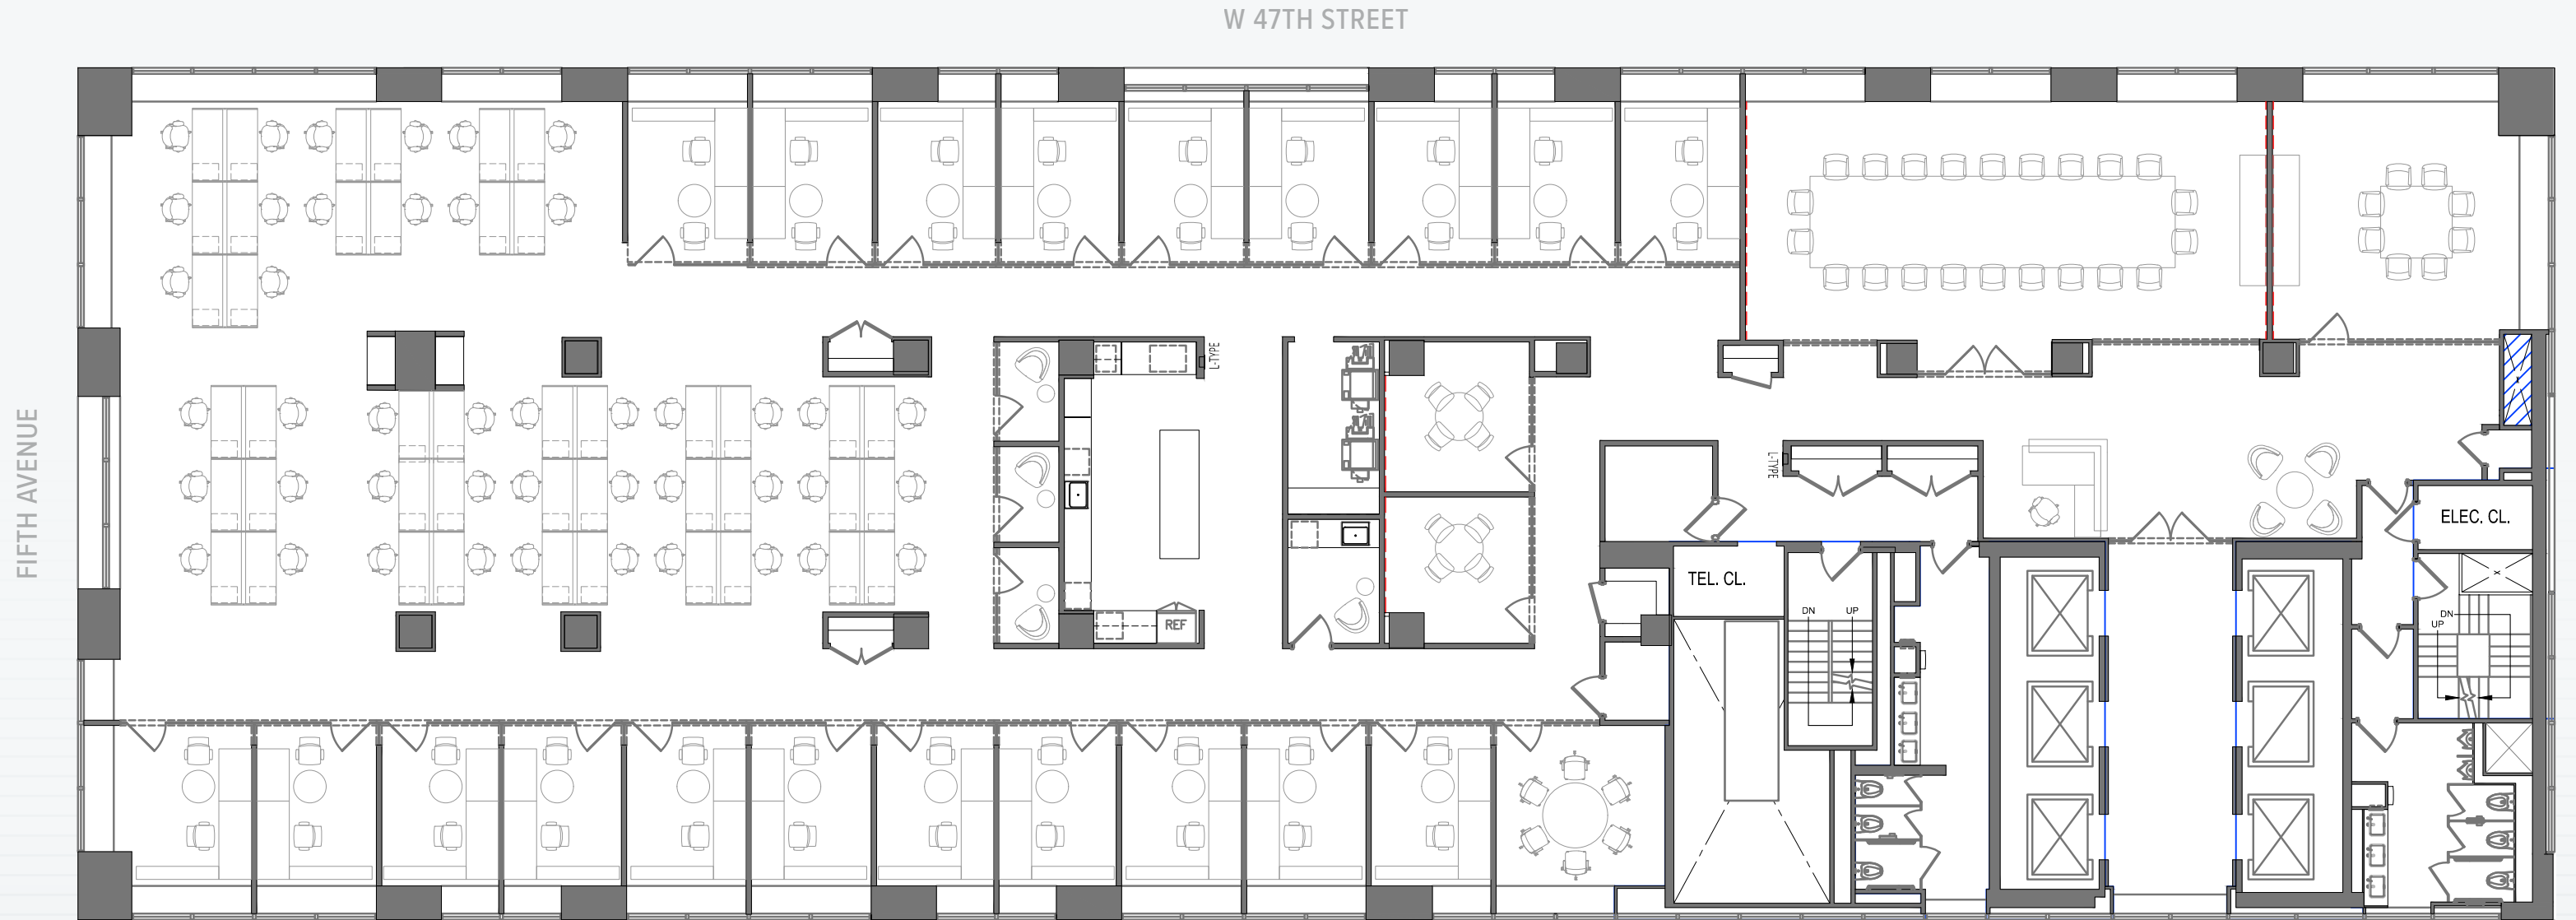 W 47TH STREET
FIFTH AVENUE
L-TYPE
L-TYPE
ELEC. CL.
TEL. CL.
DN
UP
DN
UP
REF